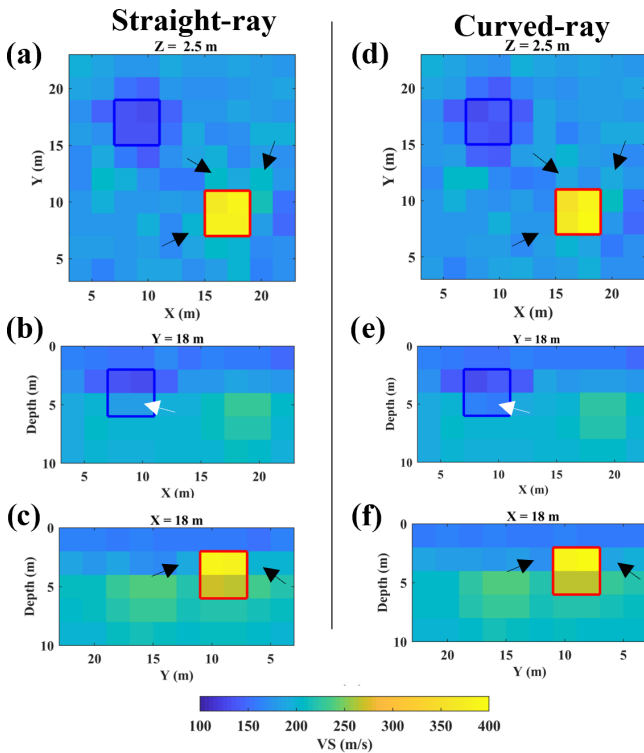 Straight-ray
(a)
Z = 2.5 m
20
15
10
5
Y (m)
5
10
15
20
X (m)
(b)
Y = 18 m
0
5
10
Depth (m)
5
10
15
20
X (m)
(c)
X = 18 m
0
5
10
Depth (m)
20
15
10
5
Y (m)
Curved-ray
(d)
Z = 2.5 m
20
15
10
5
Y (m)
5
10
15
20
X (m)
(e)
Y = 18 m
0
5
10
Depth (m)
5
10
15
20
X (m)
(f)
X = 18 m
0
5
10
Depth (m)
20
15
10
5
Y (m)
100 150 200 250 300 350 400
VS (m/s)